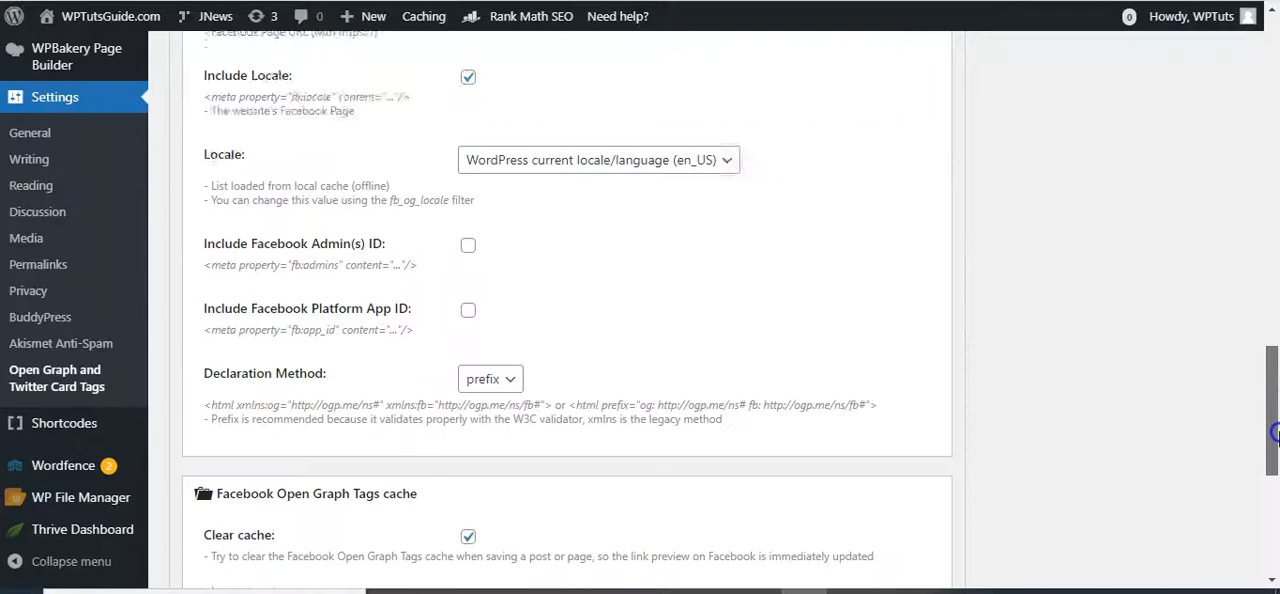 WPTutsGuide.com JNews 3 0 New Caching Rank Math SEO Need help? 0 Howdy, WPTuts
WPBakery Page
Builder
Settings
General
Writing
Reading
Discussion
Media
Permalinks
Privacy
BuddyPress
Akismet Anti-Spam
Open Graph and
Twitter Card Tags
Shortcodes
Wordfence 2
WP File Manager
Thrive Dashboard
Collapse menu
Include Locale:
- The website's Facebook Page
Locale:
WordPress current locale/language (en_US)
- List loaded from local cache (offline)
- You can change this value using the fb_og_locale filter
Include Facebook Admin(s) ID:
<meta property="fb:admins" content="..."/>
Include Facebook Platform App ID:
<meta property="fb:app_id" content="..."/>
Declaration Method:
prefix
<html xmlns:og="http://ogp.me/ns#" xmlns:fb="http://ogp.me/ns/fb#"> or <html prefix="og: http://ogp.me/ns# fb: http://ogp.me/ns/fb#">
- Prefix is recommended because it validates properly with the W3C validator, xmlns is the legacy method
Facebook Open Graph Tags cache
Clear cache:
- Try to clear the Facebook Open Graph Tags cache when saving a post or page, so the link preview on Facebook is immediately updated